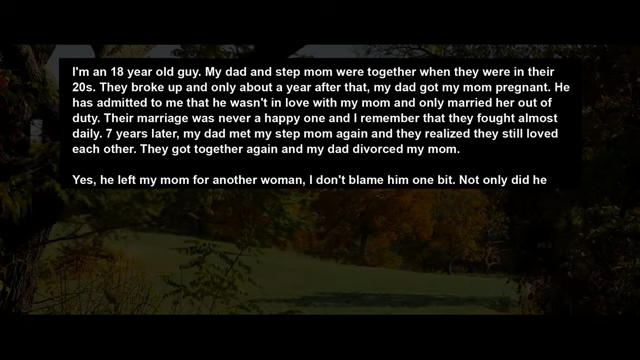 I'm an 18 year old guy. My dad and step mom were together when they were in their
20s. They broke up and only about a year after that, my dad got my mom pregnant. He
has admitted to me that he wasn't in love with my mom and only married her out of
duty. Their marriage was never a happy one and I remember that they fought almost
daily. 7 years later, my dad met my step mom again and they realized they still loved
each other. They got together again and my dad divorced my mom.

Yes, he left my mom for another woman, I don't blame him one bit. Not only did he